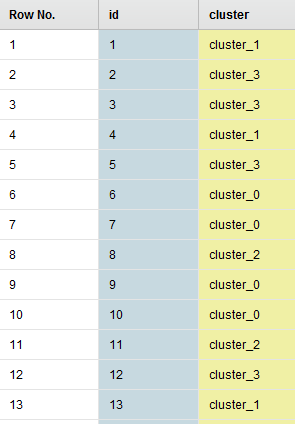 Row No. id cluster
1 1 cluster_1
2 2 cluster_3
3 3 cluster_3
4 4 cluster_1
5 5 cluster_3
6 6 cluster_0
7 7 cluster_0
8 8 cluster_2
9 9 cluster_0
10 10 cluster_0
11 11 cluster_2
12 12 cluster_3
13 13 cluster_1